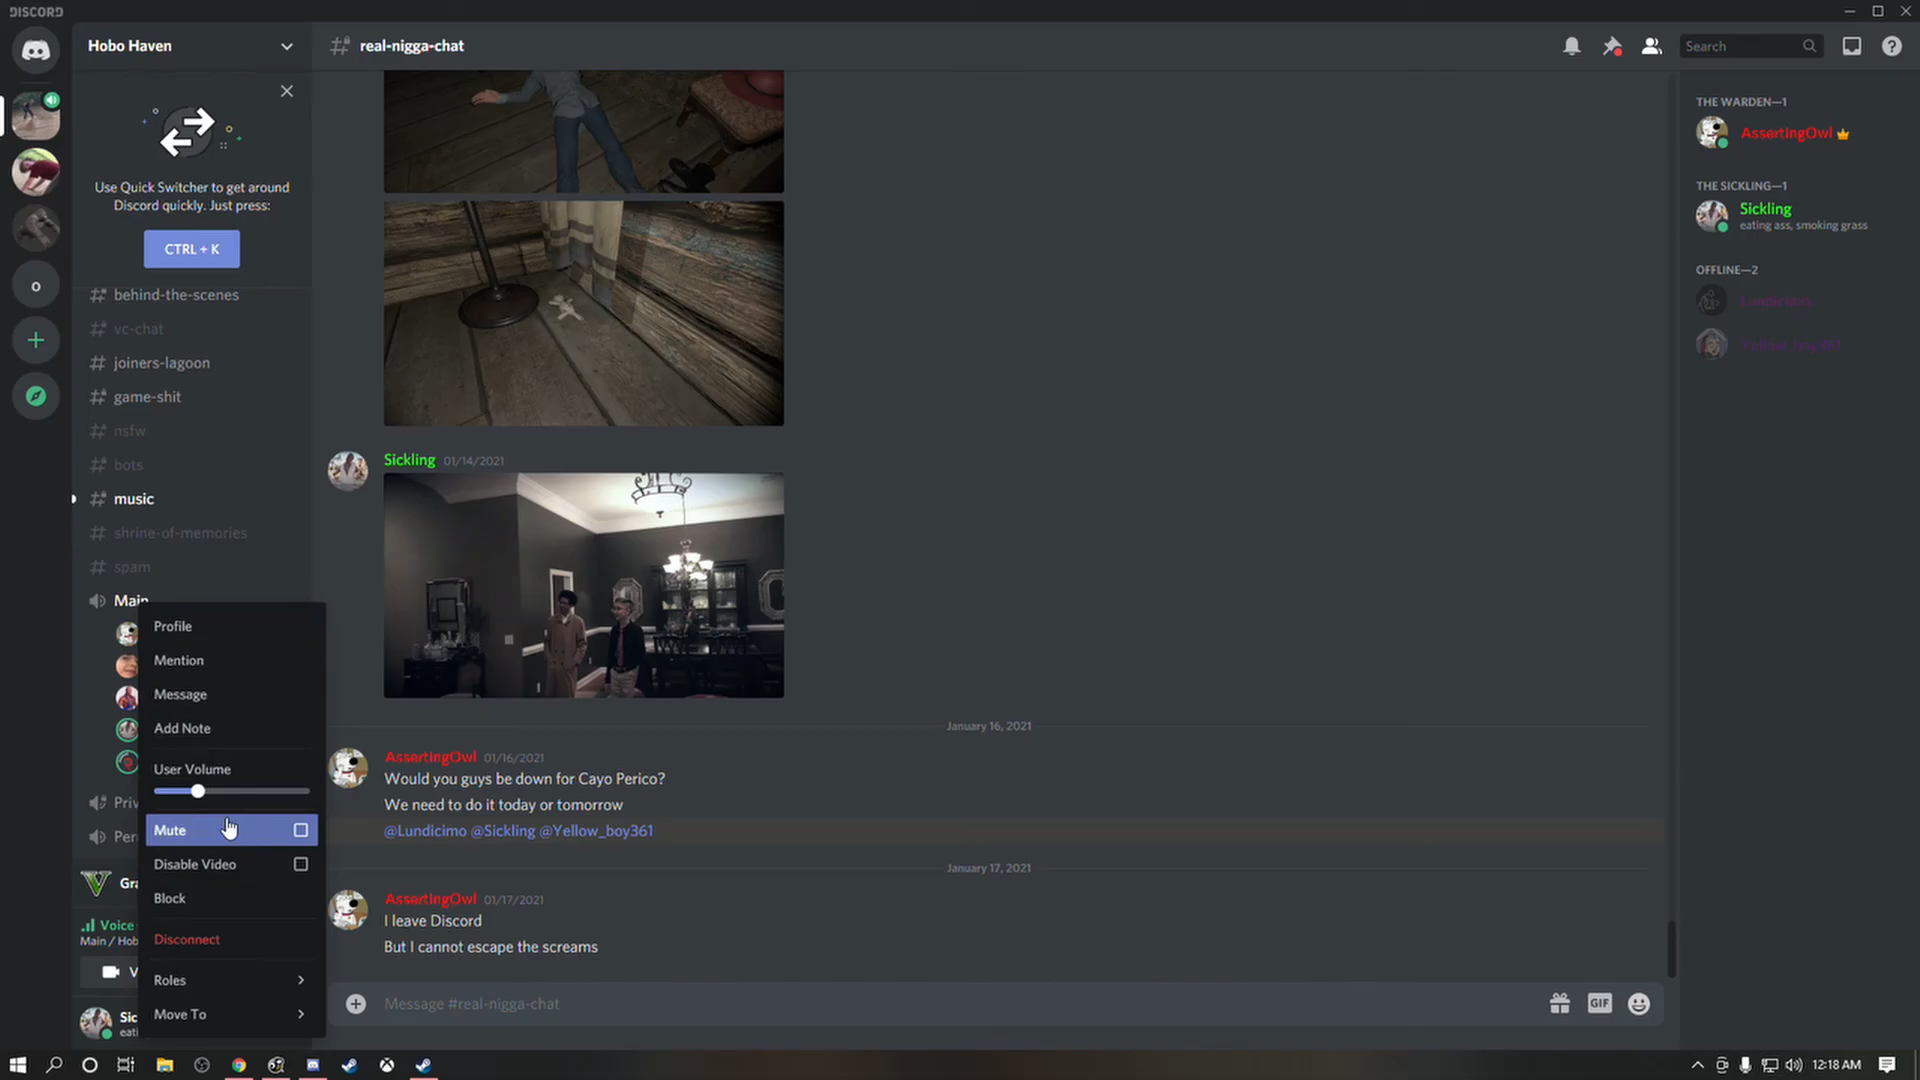 DISCORD
Hobo Haven
real-nigga-chat
Search
Use Quick Switcher to get around
Discord quickly. Just press:
CTRL + K
behind-the-scenes
vc-chat
joiners-lagoon
game-shit
nsfw
bots
music
shrine-of-memories
spam
Main
Profile
Mention
Message
Add Note
User Volume
Mute
Disable Video
Block
Disconnect
Roles
Move To
Voice
Main / Hob
o
Sickling 01/14/2021
January 16, 2021
AssertingOwl 01/16/2021
Would you guys be down for Cayo Perico?
We need to do it today or tomorrow
@Lundicimo @Sickling @Yellow_boy361
January 17, 2021
AssertingOwl 01/17/2021
I leave Discord
But I cannot escape the screams
Message #real-nigga-chat
GIF
THE WARDEN—1
AssertingOwl
THE SICKLING—1
Sickling
eating ass, smoking grass
OFFLINE—2
Lundicimo
Yellow_boy361
12:18 AM